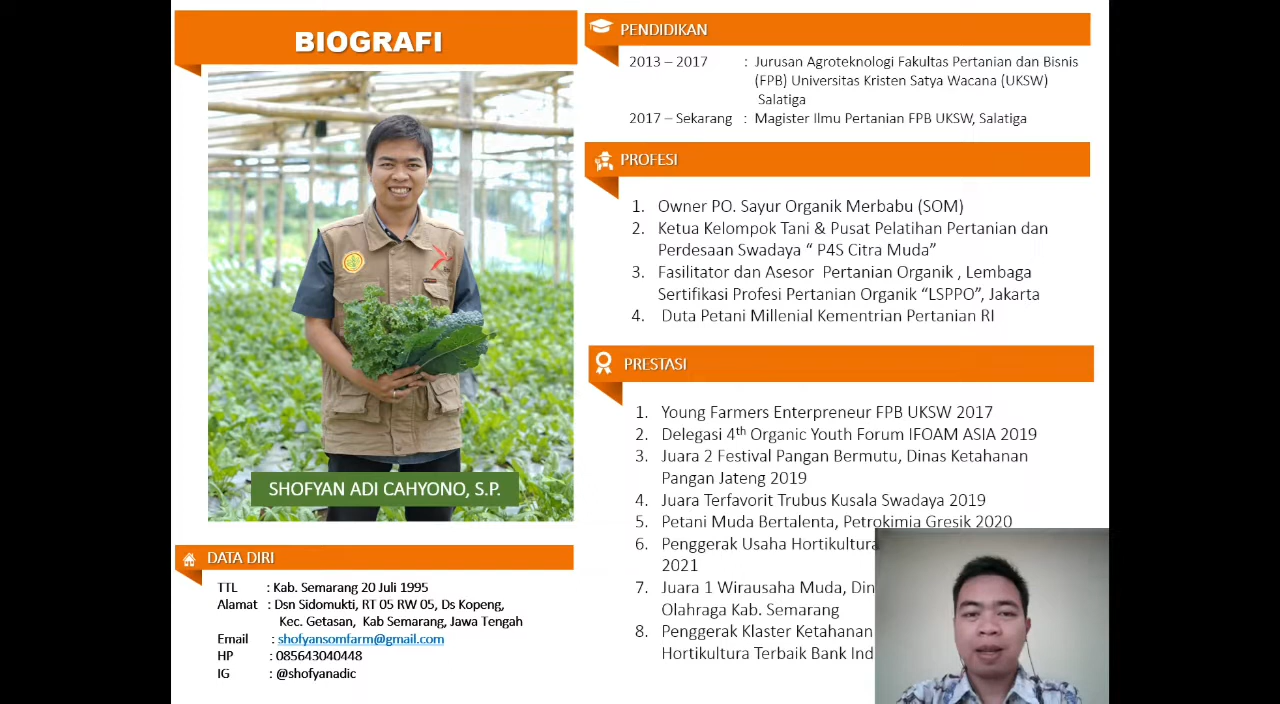 BIOGRAFI
SHOFYAN ADI CAHYONO, S.P.
DATA DIRI
TTL : Kab. Semarang 20 Juli 1995
Alamat : Dsn Sidomukti, RT 05 RW 05, Ds Kopeng,
Kec. Getasan, Kab Semarang, Jawa Tengah
Email : shofyansomfarm@gmail.com
HP : 085643040448
IG : @shofyanadic
PENDIDIKAN
2013 – 2017 : Jurusan Agroteknologi Fakultas Pertanian dan Bisnis
(FPB) Universitas Kristen Satya Wacana (UKSW)
Salatiga
2017 – Sekarang : Magister Ilmu Pertanian FPB UKSW, Salatiga
PROFESI
1. Owner PO. Sayur Organik Merbabu (SOM)
2. Ketua Kelompok Tani & Pusat Pelatihan Pertanian dan
Perdesaan Swadaya “ P4S Citra Muda”
3. Fasilitator dan Asesor Pertanian Organik , Lembaga
Sertifikasi Profesi Pertanian Organik “LSPPO”, Jakarta
4. Duta Petani Millenial Kementrian Pertanian RI
PRESTASI
1. Young Farmers Enterpreneur FPB UKSW 2017
2. Delegasi 4th Organic Youth Forum IFOAM ASIA 2019
3. Juara 2 Festival Pangan Bermutu, Dinas Ketahanan
Pangan Jateng 2019
4. Juara Terfavorit Trubus Kusala Swadaya 2019
5. Petani Muda Bertalenta, Petrokimia Gresik 2020
6. Penggerak Usaha Hortikultura
2021
7. Juara 1 Wirausaha Muda, Din
Olahraga Kab. Semarang
8. Penggerak Klaster Ketahanan
Hortikultura Terbaik Bank Ind